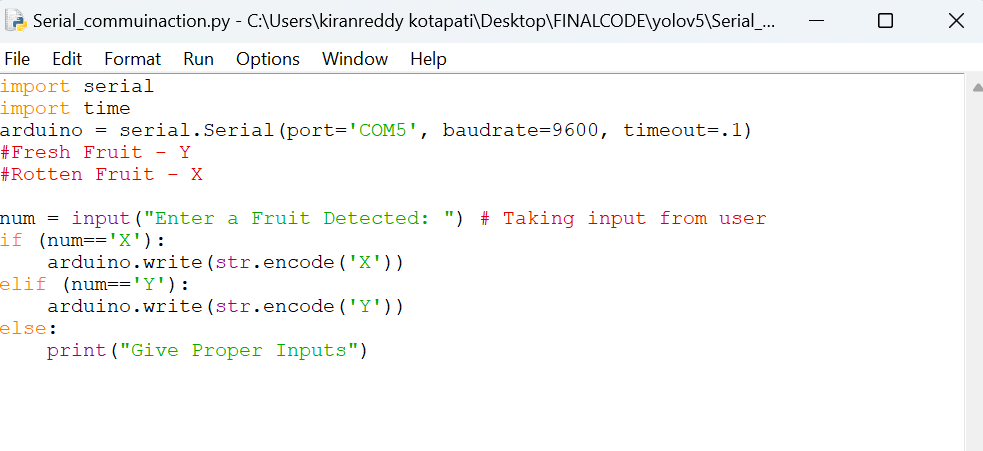 Serial_commuinaction.py - C:\Users\kiranreddy kotapati\Desktop\FINALCODE\yolov5\Serial_...
File Edit Format Run Options Window Help
import serial
import time
arduino = serial.Serial(port='COM5', baudrate=9600, timeout=.1)
#Fresh Fruit - Y
#Rotten Fruit - X

num = input("Enter a Fruit Detected: ") # Taking input from user
if (num=='X'):
    arduino.write(str.encode('X'))
elif (num=='Y'):
    arduino.write(str.encode('Y'))
else:
    print("Give Proper Inputs")